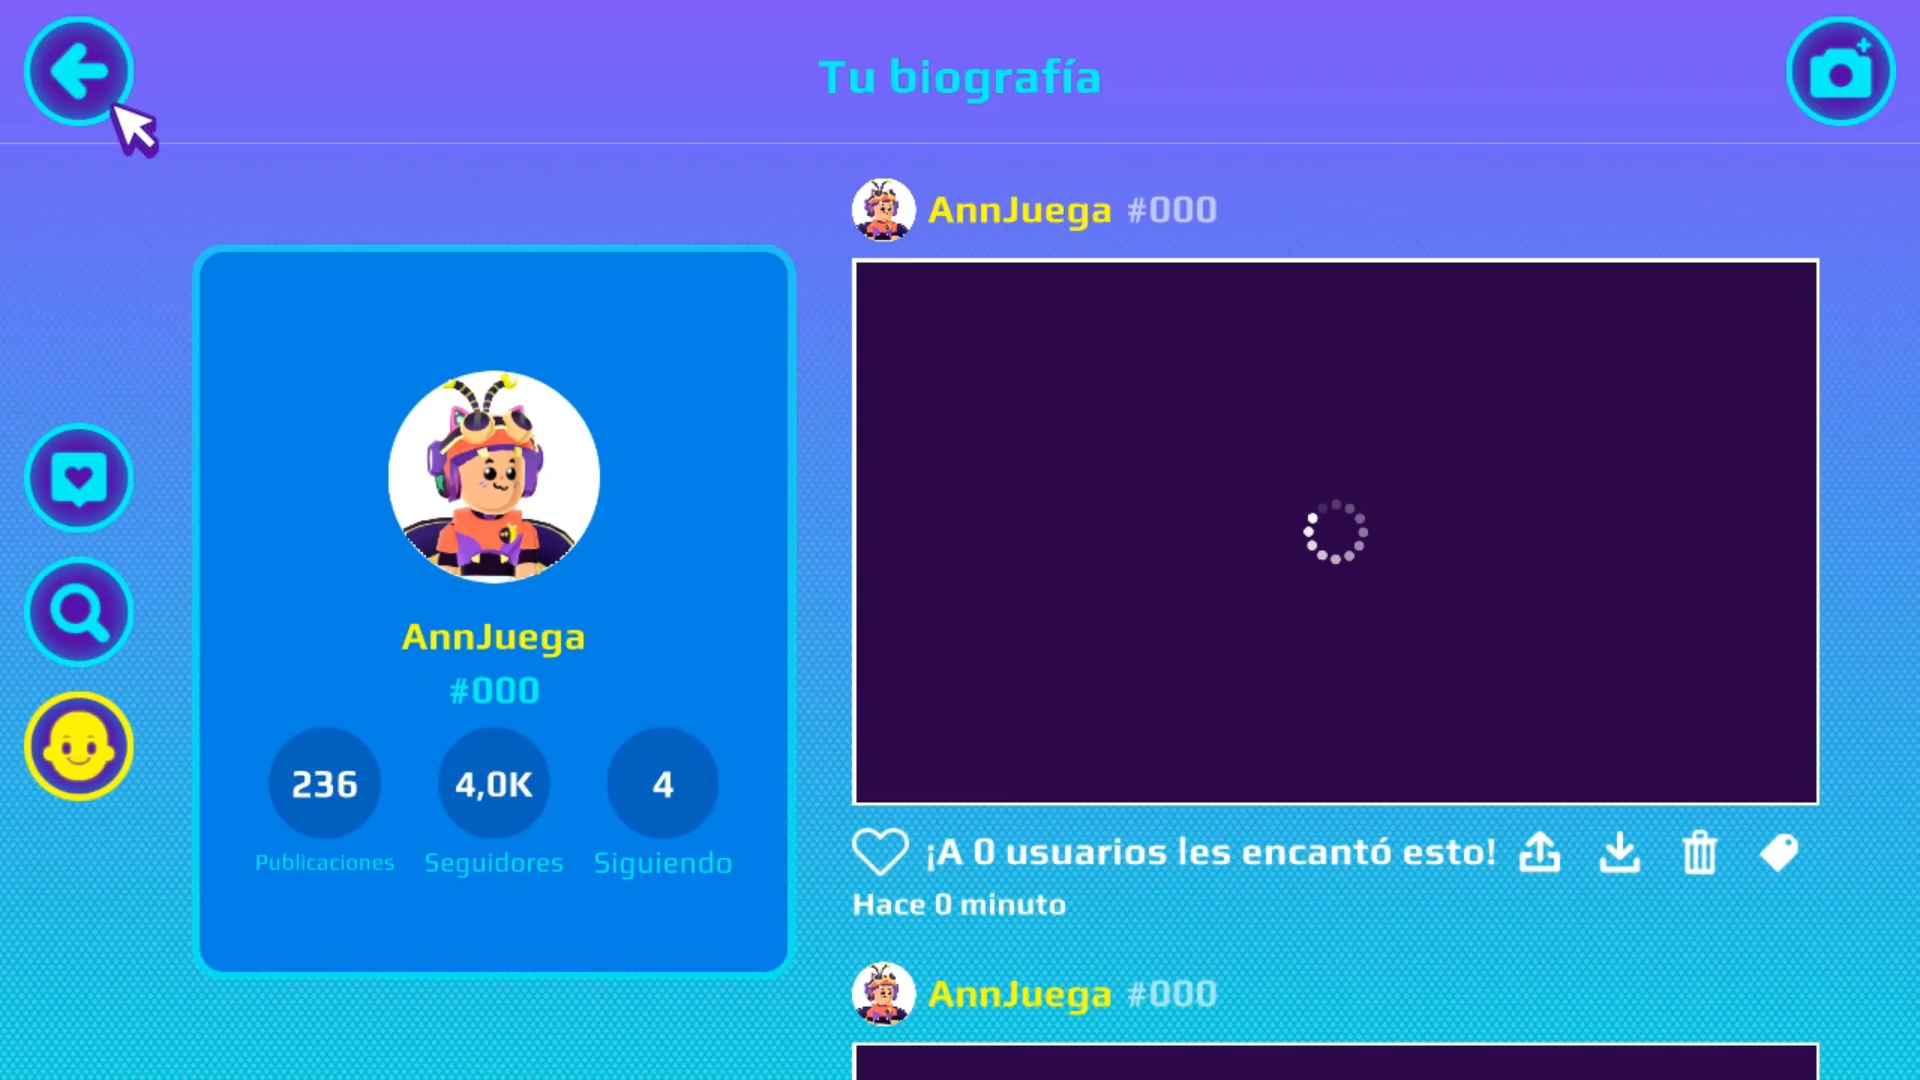 Tu biografía
AnnJuega
#000
236
4,0K
4
Publicaciones
Seguidores
Siguiendo
AnnJuega #000
¡A 0 usuarios les encantó esto!
Hace 0 minuto
AnnJuega #000